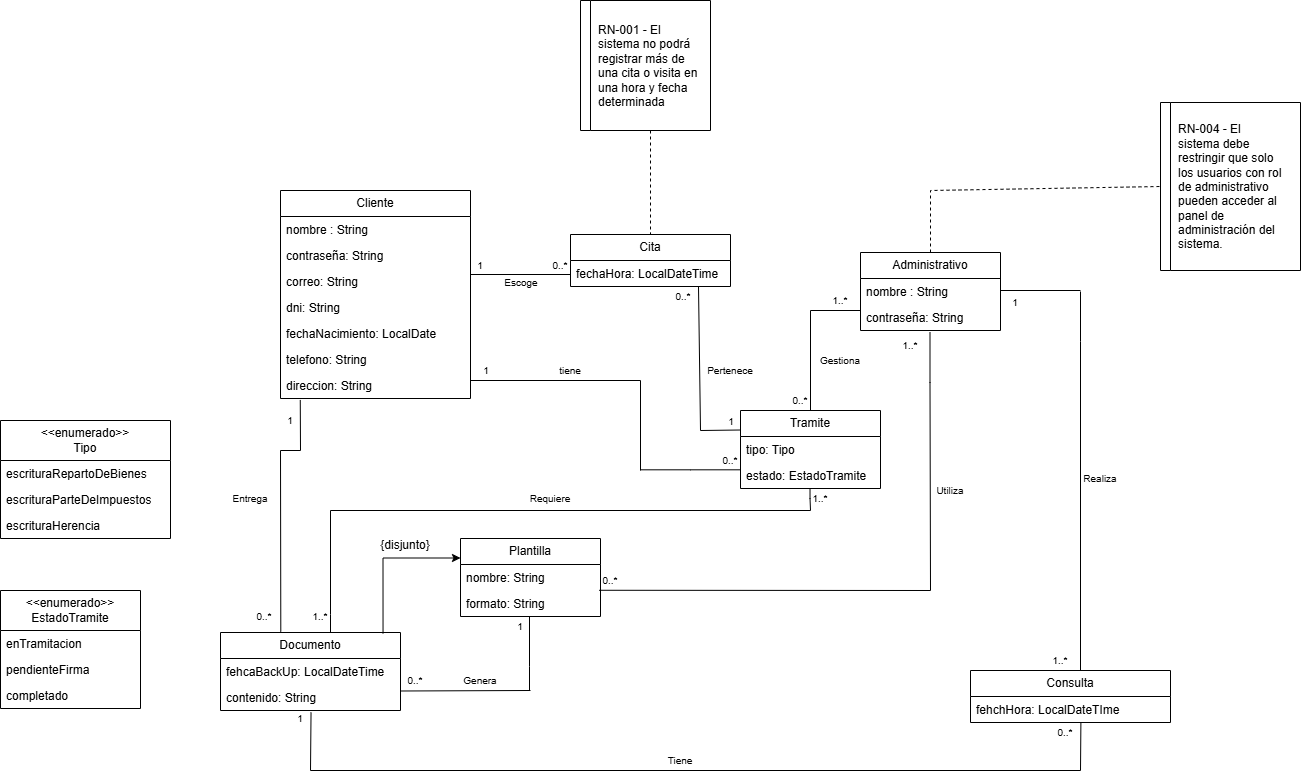 RN-001 - El
sistema no podrá
registrar más de
una cita o visita en
una hora y fecha
determinada
RN-004 - El
sistema debe
restringir que solo
los usuarios con rol
de administrativo
pueden acceder al
panel de
administración del
sistema.
Cliente
nombre : String
contraseña: String
correo: String
dni: String
fechaNacimiento: LocalDate
telefono: String
direccion: String
1
0..*
Escoge
Cita
fechaHora: LocalDateTime
0..*
Pertenece
1
Administrativo
nombre : String
contraseña: String
1..*
Gestiona
0..*
1
Realiza
1..*
1..*
Utiliza
0..*
1
tiene
0..*
Tramite
tipo: Tipo
estado: EstadoTramite
1..*
Requiere
1..*
1
Entrega
0..*
<<enumerado>>
Tipo
escrituraRepartoDeBienes
escrituraParteDeImpuestos
escrituraHerencia
<<enumerado>>
EstadoTramite
enTramitacion
pendienteFirma
completado
{disjunto}
Plantilla
nombre: String
formato: String
1
Genera
0..*
Documento
fehcaBackUp: LocalDateTime
contenido: String
1
Tiene
0..*
Consulta
fehchHora: LocalDateTIme